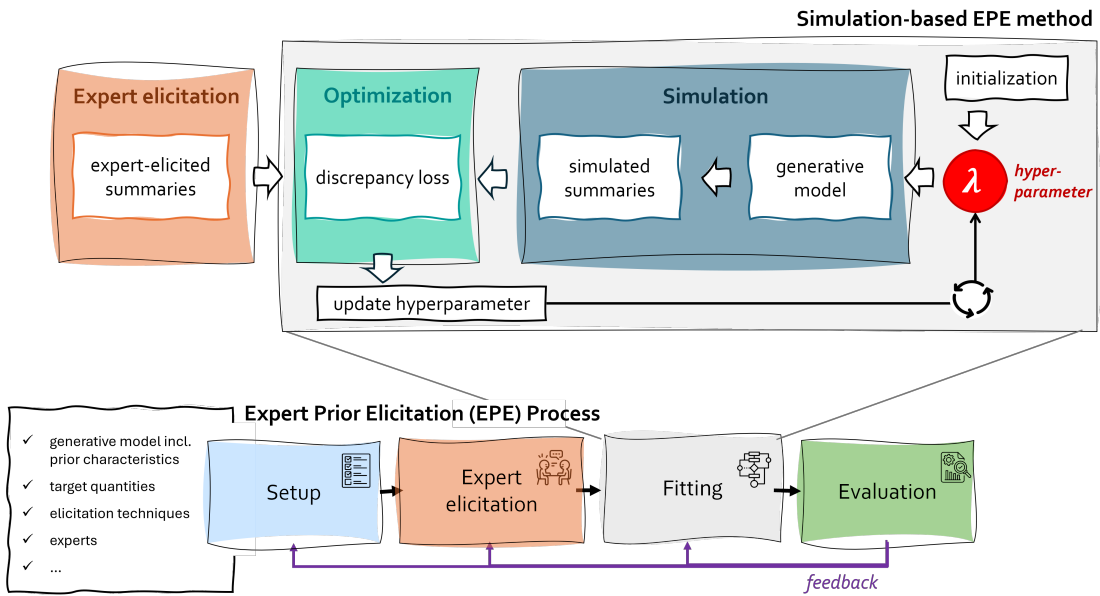 Simulation-based EPE method
Expert elicitation
expert-elicited
summaries
Optimization
discrepancy loss
Simulation
simulated
summaries
generative
model
initialization
λ
hyper-
parameter
update hyperparameter
Expert Prior Elicitation (EPE) Process
✓ generative model incl.
prior characteristics
✓ target quantities
✓ elicitation techniques
✓ experts
✓ ...
Setup
Expert
elicitation
Fitting
Evaluation
feedback